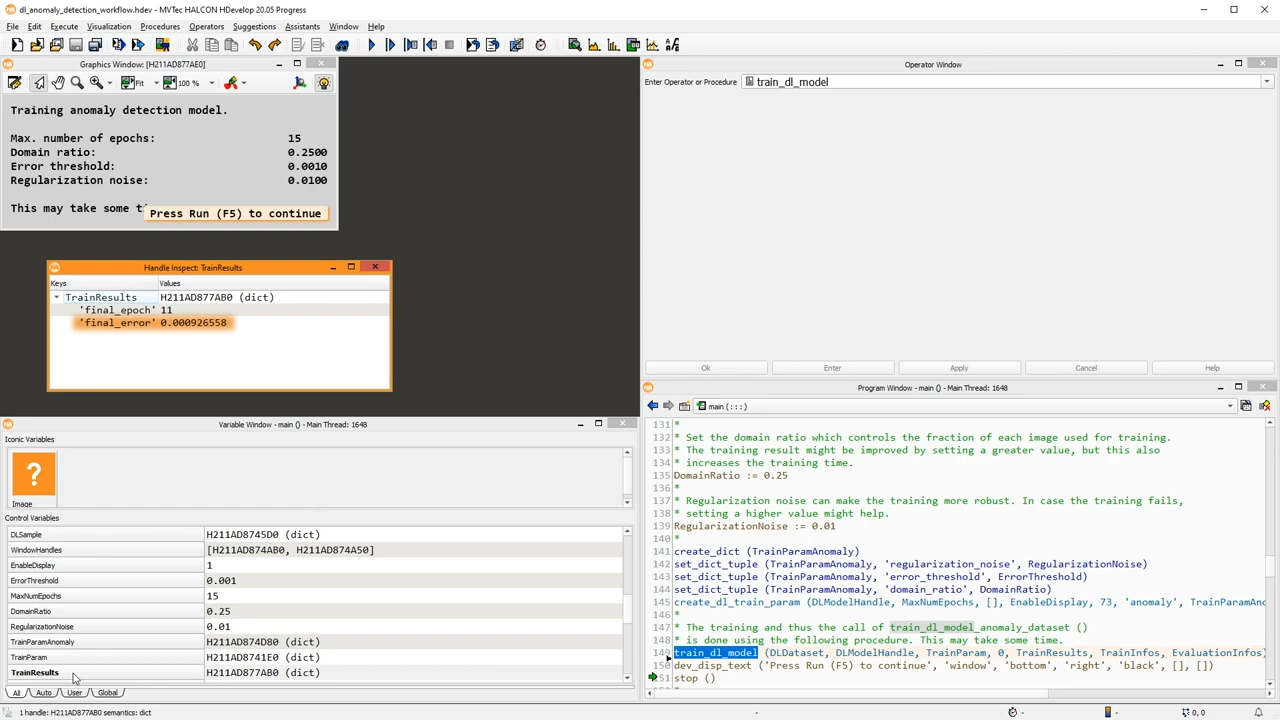 dl_anomaly_detection_workflow.hdev - MVTec HALCON HDevelop 20.05 Progress
File Edit Execute Visualization Procedures Operators Suggestions Assistants Window Help
Graphics Window: [H211AD877AE0]
Fit 100 %
Training anomaly detection model.
Max. number of epochs: 15
Domain ratio: 0.2500
Error threshold: 0.0010
Regularization noise: 0.0100
This may take some t
Press Run (F5) to continue
Handle Inspect: TrainResults
Keys Values
TrainResults H211AD877AB0 (dict)
'final_epoch' 11
'final_error' 0.000926558
Variable Window - main () - Main Thread: 1648
Iconic Variables
?
Image
Control Variables
DLSample H211AD8745D0 (dict)
WindowHandles [H211AD874AB0, H211AD874A50]
EnableDisplay 1
ErrorThreshold 0.001
MaxNumEpochs 15
DomainRatio 0.25
RegularizationNoise 0.01
TrainParamAnomaly H211AD874D80 (dict)
TrainParam H211AD8741E0 (dict)
TrainResults H211AD877AB0 (dict)
All Auto User Global
Operator Window
Enter Operator or Procedure train_dl_model
Ok Enter Apply Cancel Help
Program Window - main () - Main Thread: 1648
main (:::)
131 *
132 * Set the domain ratio which controls the fraction of each image used for training.
133 * The training result might be improved by setting a greater value, but this also
134 * increases the training time.
135 DomainRatio := 0.25
136 *
137 * Regularization noise can make the training more robust. In case the training fails,
138 * setting a higher value might help.
139 RegularizationNoise := 0.01
140 *
141 create_dict (TrainParamAnomaly)
142 set_dict_tuple (TrainParamAnomaly, 'regularization_noise', RegularizationNoise)
143 set_dict_tuple (TrainParamAnomaly, 'error_threshold', ErrorThreshold)
144 set_dict_tuple (TrainParamAnomaly, 'domain_ratio', DomainRatio)
145 create_dl_train_param (DLModelHandle, MaxNumEpochs, [], EnableDisplay, 73, 'anomaly', TrainParamAno
146 *
147 * The training and thus the call of train_dl_model_anomaly_dataset ()
148 * is done using the following procedure. This may take some time.
149 train_dl_model (DLDataset, DLModelHandle, TrainParam, 0, TrainResults, TrainInfos, EvaluationInfos)
150 dev_disp_text ('Press Run (F5) to continue', 'window', 'bottom', 'right', 'black', [], [])
151 stop ()
1 handle: H211AD877AB0 semantics: dict - - 0, 0